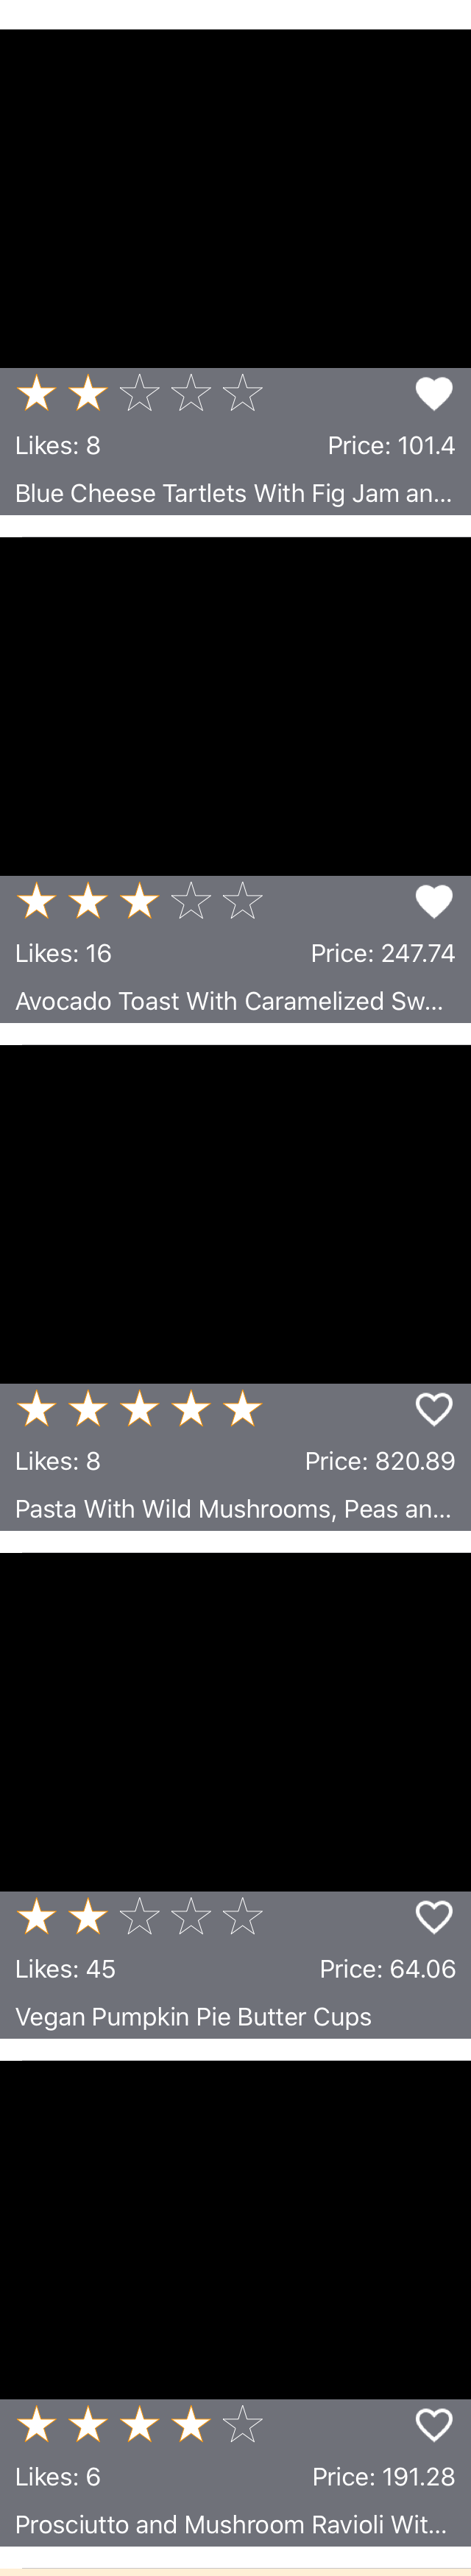 Likes: 8 Price: 101.4
Blue Cheese Tartlets With Fig Jam an...
Likes: 16 Price: 247.74
Avocado Toast With Caramelized Sw...
Likes: 8 Price: 820.89
Pasta With Wild Mushrooms, Peas an...
Likes: 45 Price: 64.06
Vegan Pumpkin Pie Butter Cups
Likes: 6 Price: 191.28
Prosciutto and Mushroom Ravioli Wit...